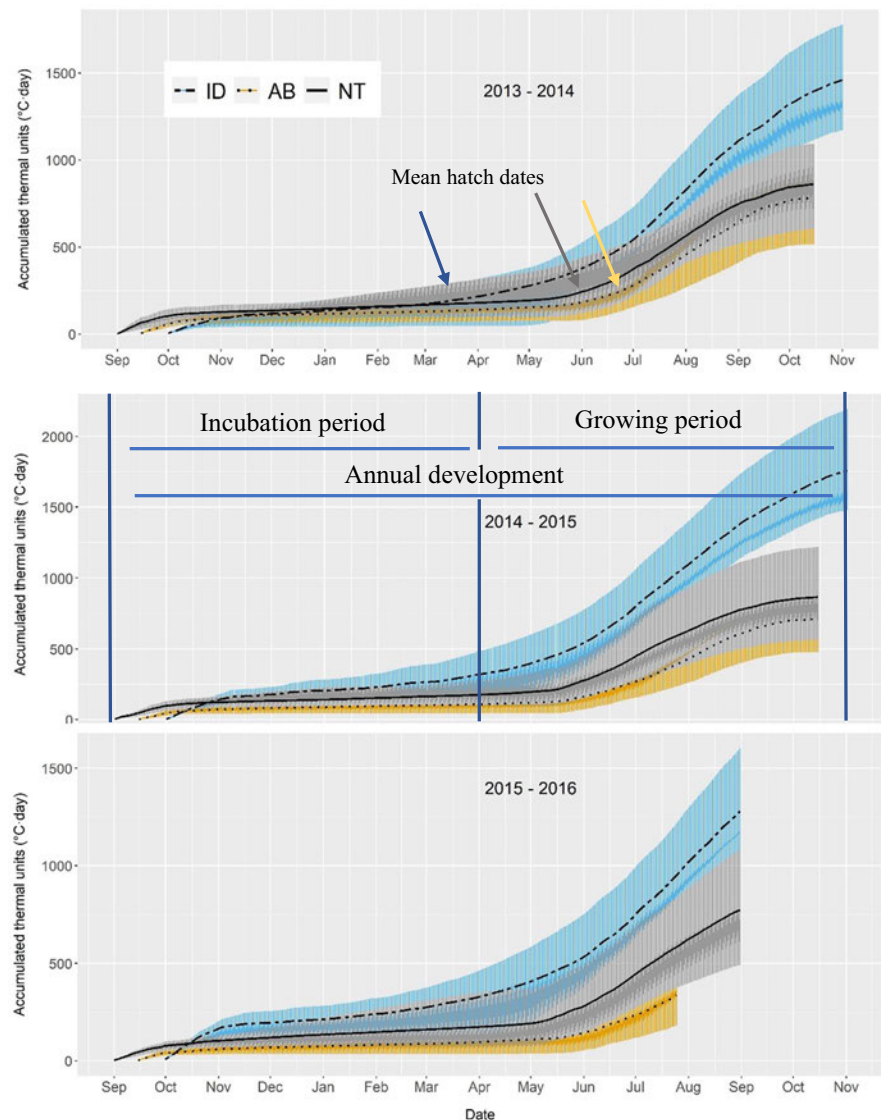 Accumulated thermal units (°C·day)
1500
1000
500
0
ID AB NT
2013 - 2014
Mean hatch dates
Sep Oct Nov Dec Jan Feb Mar Apr May Jun Jul Aug Sep Oct Nov
Accumulated thermal units (°C·day)
2000
1500
1000
500
0
Incubation period
Growing period
Annual development
2014 - 2015
Accumulated thermal units (°C·day)
1500
1000
500
0
2015 - 2016
Sep Oct Nov Dec Jan Feb Mar Apr May Jun Jul Aug Sep Oct Nov
Date